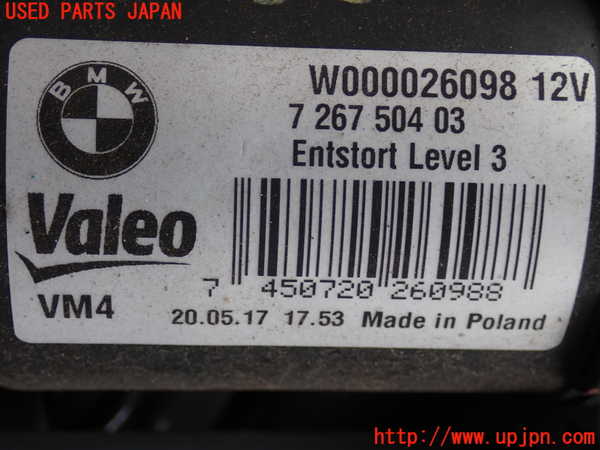 USED PARTS JAPAN
BMW
W000026098 12V
7 267 504 03
Entstort Level 3
Valeo
7 450720 260988
VM4
20.05.17 17.53 Made in Poland
http://www.upjpn.com/